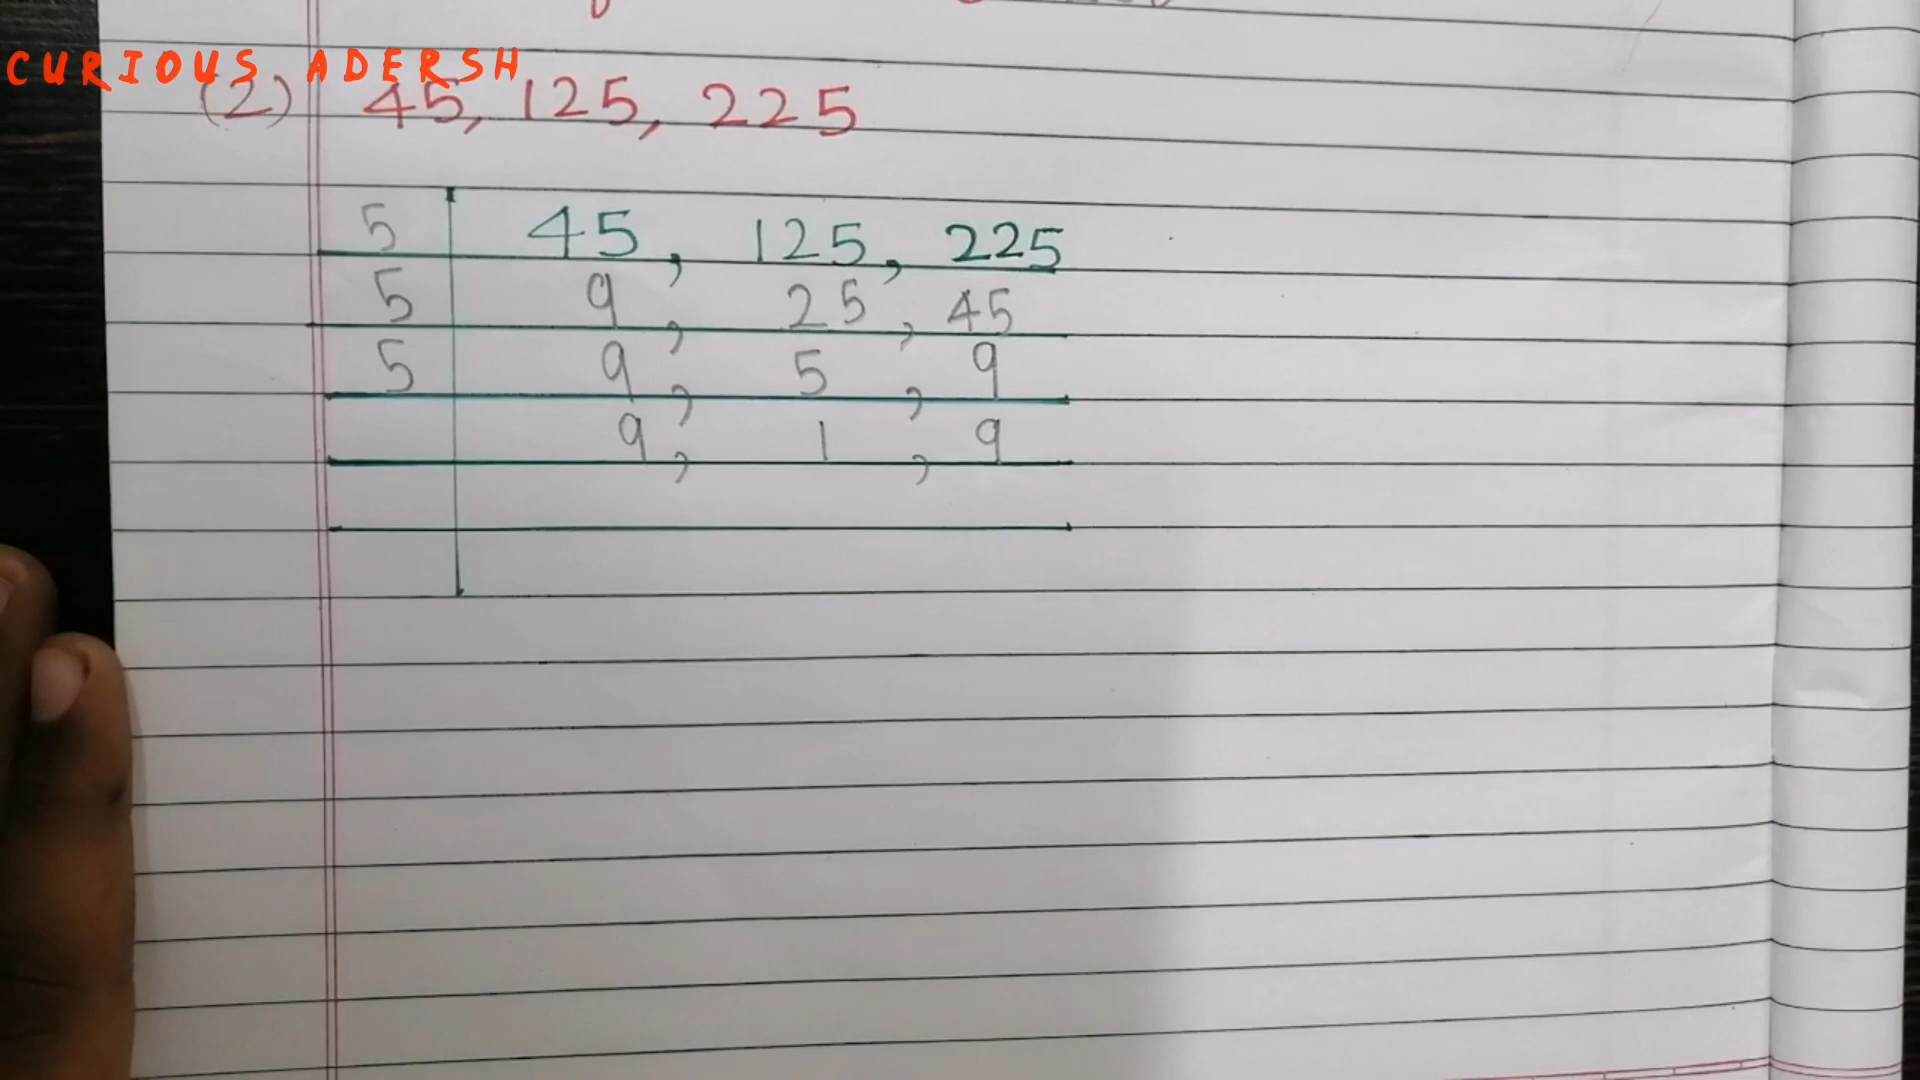 CURIOUS ADERSH
(2) 45, 125, 225
5 45, 125, 225
5 9, 25, 45
5 9, 5, 9
9, 1, 9